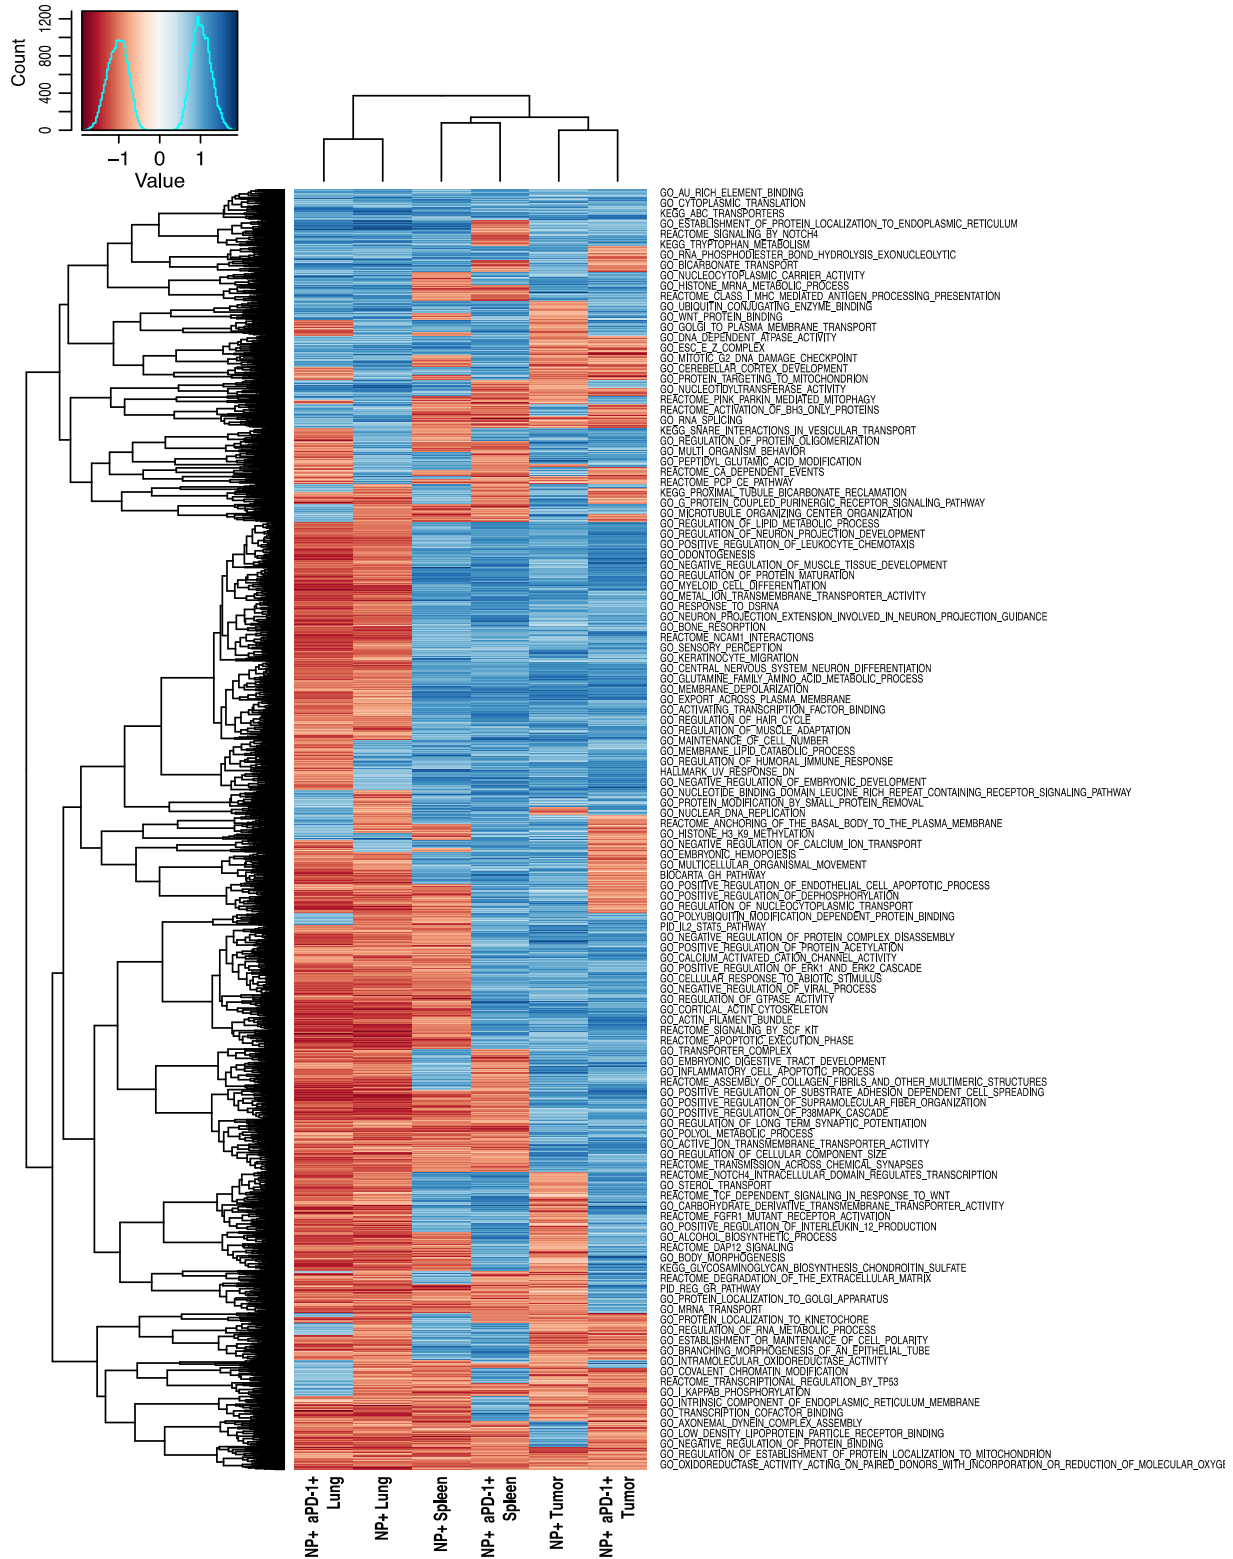 1200
800
400
0
Count
−1 0 1
Value
GO_AU_RICH_ELEMENT_BINDING
GO_CYTOPLASMIC_TRANSLATION
KEGG_ABC_TRANSPORTERS
GO_ESTABLISHMENT_OF_PROTEIN_LOCALIZATION_TO_ENDOPLASMIC_RETICULUM
REACTOME_SIGNALING_BY_NOTCH4
KEGG_TRYPTOPHAN_METABOLISM
GO_RNA_PHOSPHODIESTER_BOND_HYDROLYSIS_EXONUCLEOLYTIC
GO_BICARBONATE_TRANSPORT
GO_NUCLEOCYTOPLASMIC_CARRIER_ACTIVITY
GO_HISTONE_MRNA_METABOLIC_PROCESS
REACTOME_CLASS_I_MHC_MEDIATED_ANTIGEN_PROCESSING_PRESENTATION
GO_UBIQUITIN_CONJUGATING_ENZYME_BINDING
GO_WNT_PROTEIN_BINDING
GO_GOLGI_TO_PLASMA_MEMBRANE_TRANSPORT
GO_DNA_DEPENDENT_ATPASE_ACTIVITY
GO_ESC_E_Z_COMPLEX
GO_MITOTIC_G2_DNA_DAMAGE_CHECKPOINT
GO_CEREBELLAR_CORTEX_DEVELOPMENT
GO_PROTEIN_TARGETING_TO_MITOCHONDRION
GO_NUCLEOTIDYLTRANSFERASE_ACTIVITY
REACTOME_PINK_PARKIN_MEDIATED_MITOPHAGY
REACTOME_ACTIVATION_OF_BH3_ONLY_PROTEINS
GO_RNA_SPLICING
KEGG_SNARE_INTERACTIONS_IN_VESICULAR_TRANSPORT
GO_REGULATION_OF_PROTEIN_OLIGOMERIZATION
GO_MULTI_ORGANISM_BEHAVIOR
GO_PEPTIDYL_GLUTAMIC_ACID_MODIFICATION
REACTOME_CA_DEPENDENT_EVENTS
REACTOME_PCP_CE_PATHWAY
KEGG_PROXIMAL_TUBULE_BICARBONATE_RECLAMATION
GO_G_PROTEIN_COUPLED_PURINERGIC_RECEPTOR_SIGNALING_PATHWAY
GO_MICROTUBULE_ORGANIZING_CENTER_ORGANIZATION
GO_REGULATION_OF_LIPID_METABOLIC_PROCESS
GO_REGULATION_OF_NEURON_PROJECTION_DEVELOPMENT
GO_POSITIVE_REGULATION_OF_LEUKOCYTE_CHEMOTAXIS
GO_ODONTOGENESIS
GO_NEGATIVE_REGULATION_OF_MUSCLE_TISSUE_DEVELOPMENT
GO_REGULATION_OF_PROTEIN_MATURATION
GO_MYELOID_CELL_DIFFERENTIATION
GO_METAL_ION_TRANSMEMBRANE_TRANSPORTER_ACTIVITY
GO_RESPONSE_TO_DSRNA
GO_NEURON_PROJECTION_EXTENSION_INVOLVED_IN_NEURON_PROJECTION_GUIDANCE
GO_BONE_RESORPTION
REACTOME_NCAM1_INTERACTIONS
GO_SENSORY_PERCEPTION
GO_KERATINOCYTE_MIGRATION
GO_CENTRAL_NERVOUS_SYSTEM_NEURON_DIFFERENTIATION
GO_GLUTAMINE_FAMILY_AMINO_ACID_METABOLIC_PROCESS
GO_MEMBRANE_DEPOLARIZATION
GO_EXPORT_ACROSS_PLASMA_MEMBRANE
GO_ACTIVATING_TRANSCRIPTION_FACTOR_BINDING
GO_REGULATION_OF_HAIR_CYCLE
GO_REGULATION_OF_MUSCLE_ADAPTATION
GO_MAINTENANCE_OF_CELL_NUMBER
GO_MEMBRANE_LIPID_CATABOLIC_PROCESS
GO_REGULATION_OF_HUMORAL_IMMUNE_RESPONSE
HALLMARK_UV_RESPONSE_DN
GO_NEGATIVE_REGULATION_OF_EMBRYONIC_DEVELOPMENT
GO_NUCLEOTIDE_BINDING_DOMAIN_LEUCINE_RICH_REPEAT_CONTAINING_RECEPTOR_SIGNALING_PATHWAY
GO_PROTEIN_MODIFICATION_BY_SMALL_PROTEIN_REMOVAL
GO_NUCLEAR_DNA_REPLICATION
REACTOME_ANCHORING_OF_THE_BASAL_BODY_TO_THE_PLASMA_MEMBRANE
GO_HISTONE_H3_K9_METHYLATION
GO_NEGATIVE_REGULATION_OF_CALCIUM_ION_TRANSPORT
GO_EMBRYONIC_HEMOPOIESIS
GO_MULTICELLULAR_ORGANISMAL_MOVEMENT
BIOCARTA_GH_PATHWAY
GO_POSITIVE_REGULATION_OF_ENDOTHELIAL_CELL_APOPTOTIC_PROCESS
GO_POSITIVE_REGULATION_OF_DEPHOSPHORYLATION
GO_REGULATION_OF_NUCLEOCYTOPLASMIC_TRANSPORT
GO_POLYUBIQUITIN_MODIFICATION_DEPENDENT_PROTEIN_BINDING
PID_IL2_STAT5_PATHWAY
GO_NEGATIVE_REGULATION_OF_PROTEIN_COMPLEX_DISASSEMBLY
GO_POSITIVE_REGULATION_OF_PROTEIN_ACETYLATION
GO_CALCIUM_ACTIVATED_CATION_CHANNEL_ACTIVITY
GO_POSITIVE_REGULATION_OF_ERK1_AND_ERK2_CASCADE
GO_CELLULAR_RESPONSE_TO_ABIOTIC_STIMULUS
GO_NEGATIVE_REGULATION_OF_VIRAL_PROCESS
GO_REGULATION_OF_GTPASE_ACTIVITY
GO_CORTICAL_ACTIN_CYTOSKELETON
GO_ACTIN_FILAMENT_BUNDLE
REACTOME_SIGNALING_BY_SCF_KIT
REACTOME_APOPTOTIC_EXECUTION_PHASE
GO_TRANSPORTER_COMPLEX
GO_EMBRYONIC_DIGESTIVE_TRACT_DEVELOPMENT
GO_INFLAMMATORY_CELL_APOPTOTIC_PROCESS
REACTOME_ASSEMBLY_OF_COLLAGEN_FIBRILS_AND_OTHER_MULTIMERIC_STRUCTURES
GO_POSITIVE_REGULATION_OF_SUBSTRATE_ADHESION_DEPENDENT_CELL_SPREADING
GO_POSITIVE_REGULATION_OF_SUPRAMOLECULAR_FIBER_ORGANIZATION
GO_POSITIVE_REGULATION_OF_P38MAPK_CASCADE
GO_REGULATION_OF_LONG_TERM_SYNAPTIC_POTENTIATION
GO_POLYOL_METABOLIC_PROCESS
GO_ACTIVE_ION_TRANSMEMBRANE_TRANSPORTER_ACTIVITY
GO_REGULATION_OF_CELLULAR_COMPONENT_SIZE
REACTOME_TRANSMISSION_ACROSS_CHEMICAL_SYNAPSES
REACTOME_NOTCH4_INTRACELLULAR_DOMAIN_REGULATES_TRANSCRIPTION
GO_STEROL_TRANSPORT
REACTOME_TCF_DEPENDENT_SIGNALING_IN_RESPONSE_TO_WNT
GO_CARBOHYDRATE_DERIVATIVE_TRANSMEMBRANE_TRANSPORTER_ACTIVITY
REACTOME_FGFR1_MUTANT_RECEPTOR_ACTIVATION
GO_POSITIVE_REGULATION_OF_INTERLEUKIN_12_PRODUCTION
GO_ALCOHOL_BIOSYNTHETIC_PROCESS
REACTOME_DAP12_SIGNALING
GO_BODY_MORPHOGENESIS
KEGG_GLYCOSAMINOGLYCAN_BIOSYNTHESIS_CHONDROITIN_SULFATE
REACTOME_DEGRADATION_OF_THE_EXTRACELLULAR_MATRIX
PID_REG_GR_PATHWAY
GO_PROTEIN_LOCALIZATION_TO_GOLGI_APPARATUS
GO_MRNA_TRANSPORT
GO_PROTEIN_LOCALIZATION_TO_KINETOCHORE
GO_REGULATION_OF_RNA_METABOLIC_PROCESS
GO_ESTABLISHMENT_OR_MAINTENANCE_OF_CELL_POLARITY
GO_BRANCHING_MORPHOGENESIS_OF_AN_EPITHELIAL_TUBE
GO_INTRAMOLECULAR_OXIDOREDUCTASE_ACTIVITY
GO_COVALENT_CHROMATIN_MODIFICATION
REACTOME_TRANSCRIPTIONAL_REGULATION_BY_TP53
GO_I_KAPPAB_PHOSPHORYLATION
GO_INTRINSIC_COMPONENT_OF_ENDOPLASMIC_RETICULUM_MEMBRANE
GO_TRANSCRIPTION_COFACTOR_BINDING
GO_AXONEMAL_DYNEIN_COMPLEX_ASSEMBLY
GO_LOW_DENSITY_LIPOPROTEIN_PARTICLE_RECEPTOR_BINDING
GO_NEGATIVE_REGULATION_OF_PROTEIN_BINDING
GO_REGULATION_OF_ESTABLISHMENT_OF_PROTEIN_LOCALIZATION_TO_MITOCHONDRION
GO_OXIDOREDUCTASE_ACTIVITY_ACTING_ON_PAIRED_DONORS_WITH_INCORPORATION_OR_REDUCTION_OF_MOLECULAR_OXYGE
NP+ aPD-1+
Lung
NP+ Lung
NP+ Spleen
NP+ aPD-1+
Spleen
NP+ Tumor
NP+ aPD-1+
Tumor